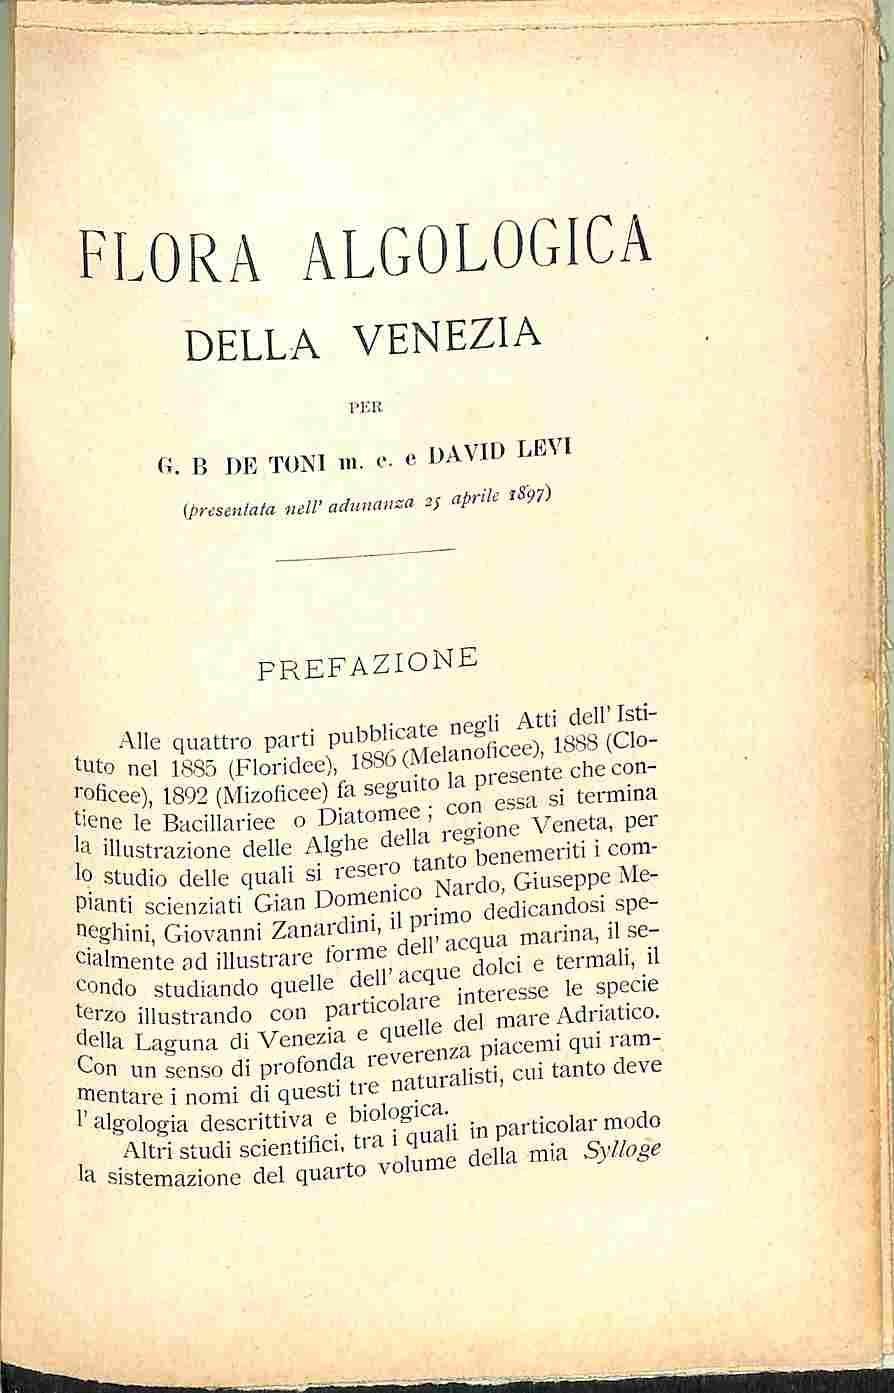 FLORA ALGOLOGICA
DELLA VENEZIA
PER
G. B DE TONI m. e. e DAVID LEVI
(presentata nell' adunanza 25 aprile 1897)
PREFAZIONE
Alle quattro parti pubblicate negli Atti dell' Isti-
tuto nel 1885 (Floridee), 1886 (Melanoficee), 1888 (Clo-
roficee), 1892 (Mizoficee) fa seguito la presente che con-
tiene le Bacillariee o Diatomee; con essa si termina
la illustrazione delle Alghe della regione Veneta, per
lo studio delle quali si resero tanto benemeriti i com-
pianti scienziati Gian Domenico Nardo, Giuseppe Me-
neghini, Giovanni Zanardini, il primo dedicandosi spe-
cialmente ad illustrare forme dell' acqua marina, il se-
condo studiando quelle dell' acque dolci e termali, il
terzo illustrando con particolare interesse le specie
della Laguna di Venezia e quelle del mare Adriatico.
Con un senso di profonda reverenza piacemi qui ram-
mentare i nomi di questi tre naturalisti, cui tanto deve
l' algologia descrittiva e biologica.
Altri studi scientifici, tra i quali in particolar modo
la sistemazione del quarto volume della mia Sylloge